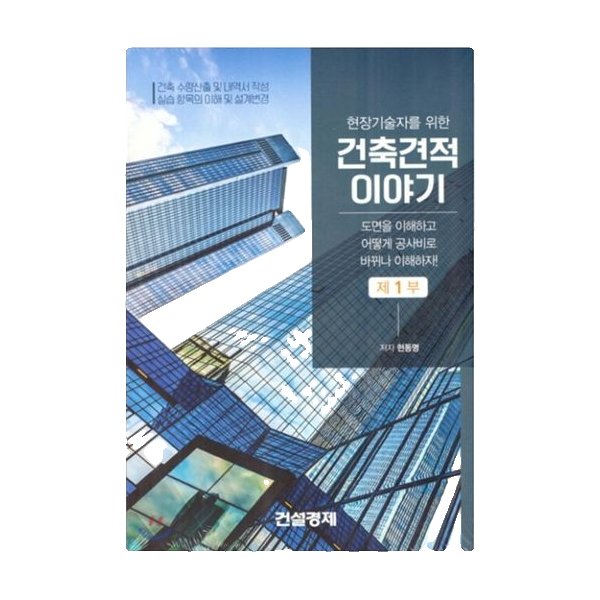 건축 수량산출 및 내역서 작성
실습 항목의 이해 및 설계변경
현장기술자를 위한
건축견적
이야기
도면을 이해하고
어떻게 공사비로
바뀌나 이해하자!
제 1 부
저자 현동명
건설경제